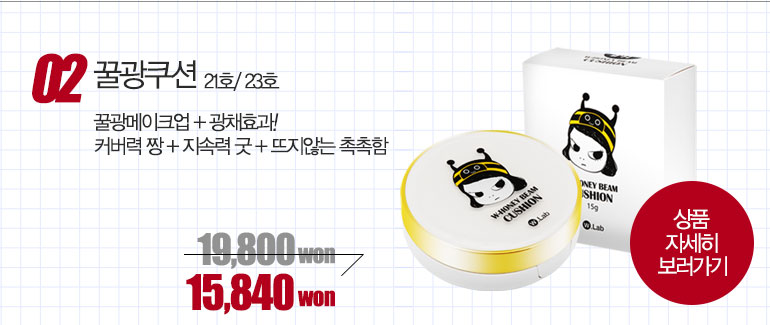 02 꿀광쿠션 21호/ 23호
꿀광메이크업 + 광채효과!
커버력 짱 + 지속력 굿 + 뜨지않는 촉촉함
19,800 won
15,840 won
W-HONEY BEAM
CUSHION
W.Lab
W-HONEY BEAM
CUSHION
15g
W.Lab
상품
자세히
보러가기